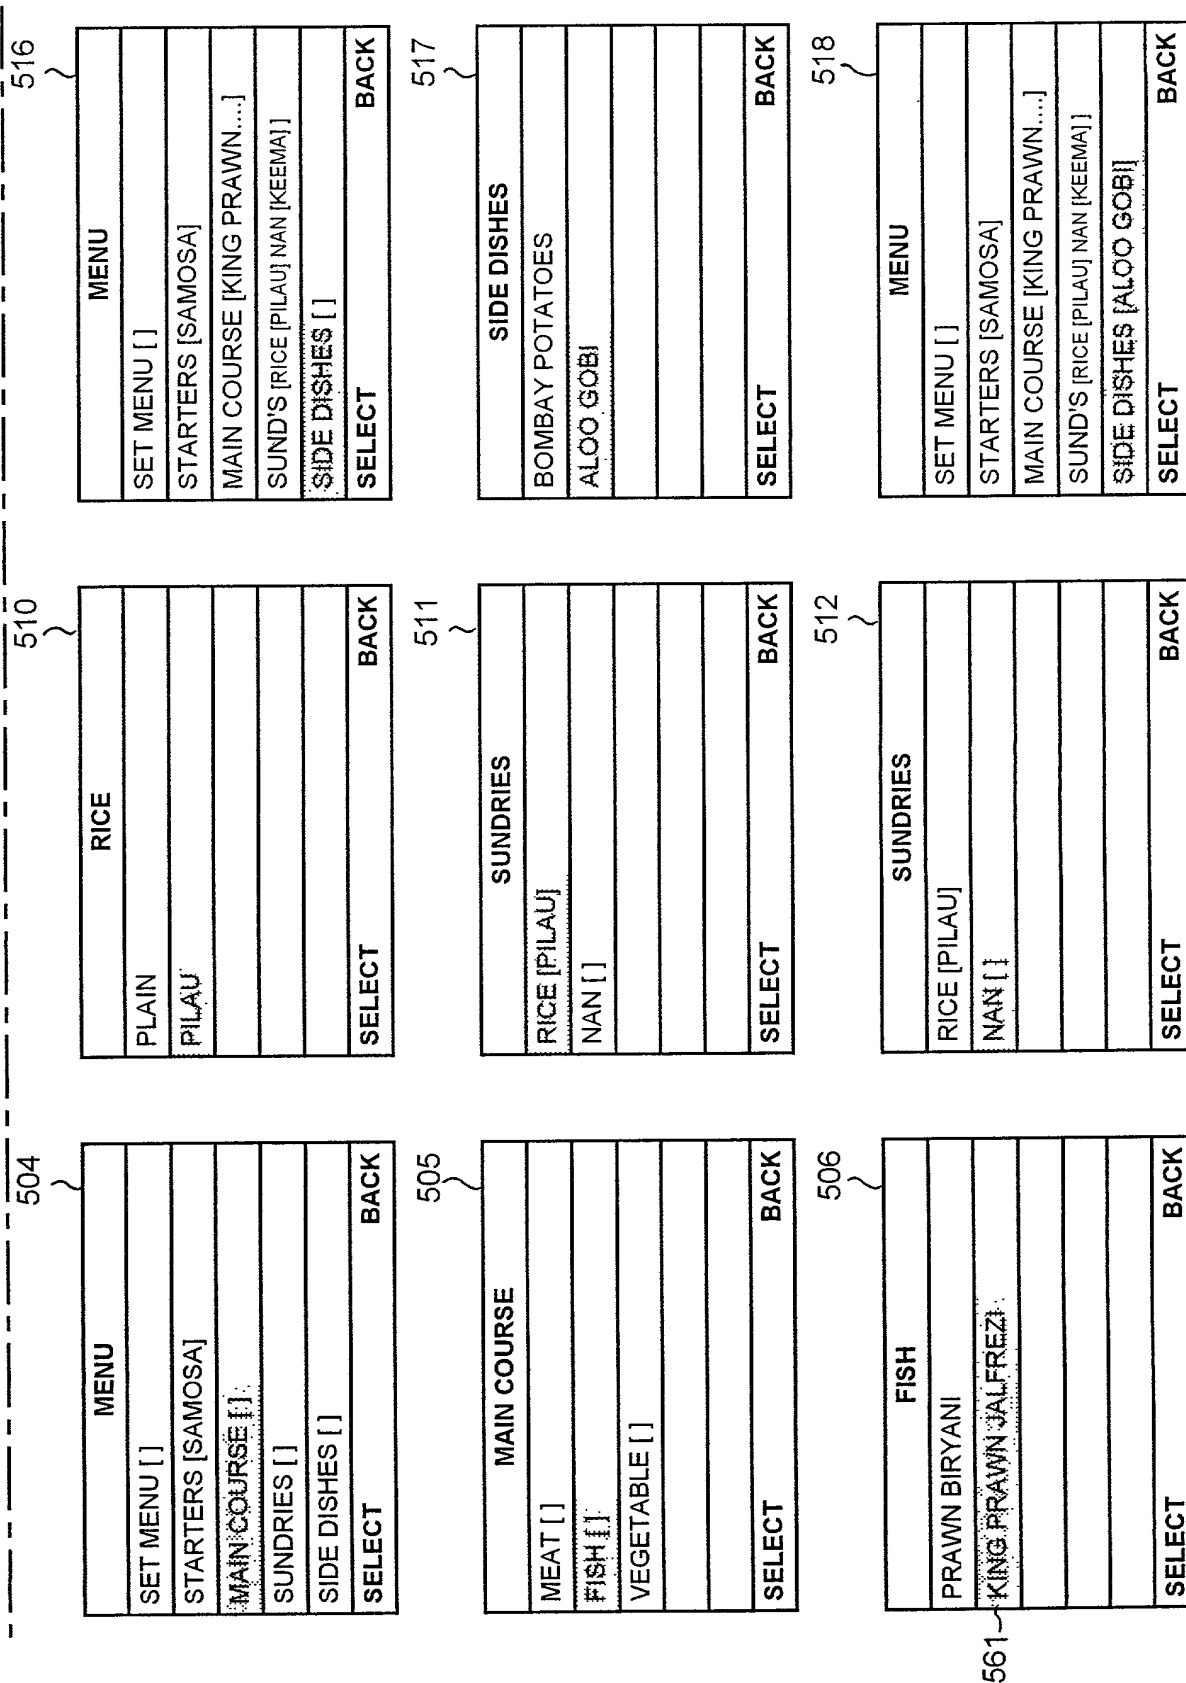 504
MENU
SET MENU [ ]
STARTERS [SAMOSA]
MAIN COURSE [ ]
SUNDRIES [ ]
SIDE DISHES [ ]
SELECT BACK
505
MAIN COURSE
MEAT [ ]
FISH [ ]
VEGETABLE [ ]
SELECT BACK
506
FISH
PRAWN BIRYANI
KING PRAWN JALFREZI
561
SELECT BACK
510
RICE
PLAIN
PILAU
SELECT BACK
511
SUNDRIES
RICE [PILAU]
NAN [ ]
SELECT BACK
512
SUNDRIES
RICE [PILAU]
NAN [ ]
SELECT BACK
516
MENU
SET MENU [ ]
STARTERS [SAMOSA]
MAIN COURSE [KING PRAWN....]
SUND'S [RICE [PILAU] NAN [KEEMA] ]
SIDE DISHES [ ]
SELECT BACK
517
SIDE DISHES
BOMBAY POTATOES
ALOO GOBI
SELECT BACK
518
MENU
SET MENU [ ]
STARTERS [SAMOSA]
MAIN COURSE [KING PRAWN....]
SUND'S [RICE [PILAU] NAN [KEEMA] ]
SIDE DISHES [ALOO GOBI]
SELECT BACK